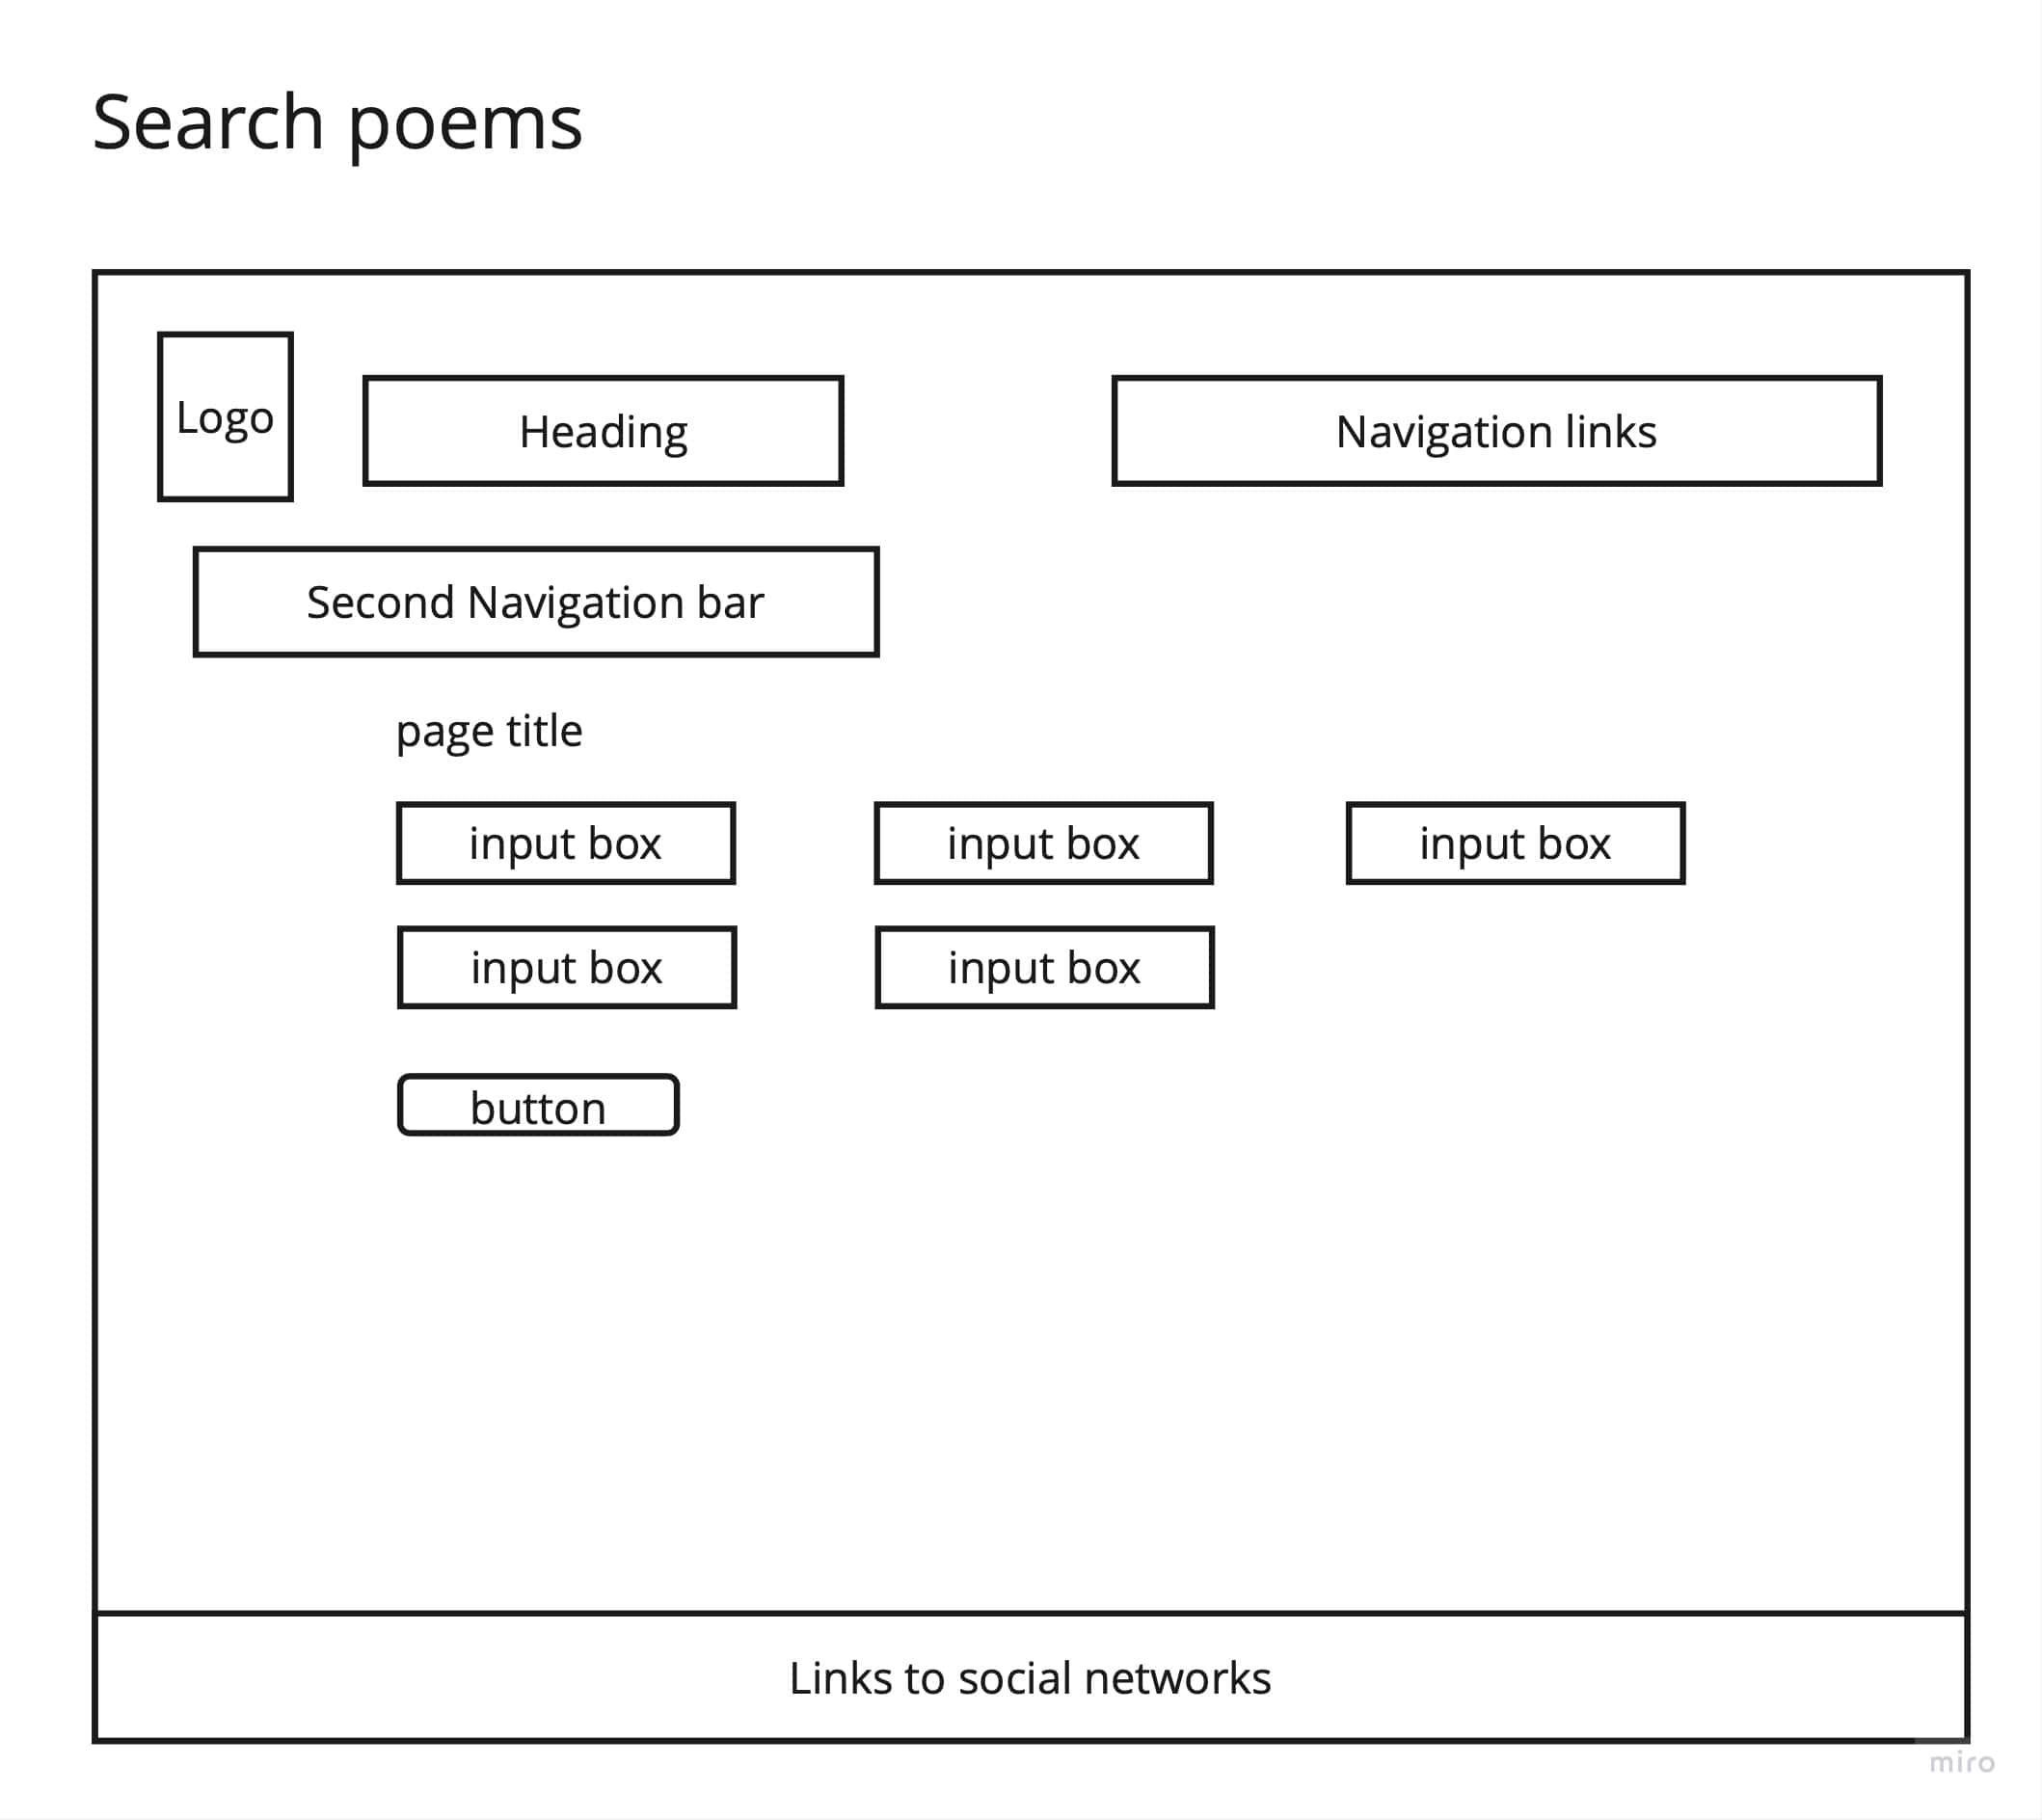 Search poems
Logo
Heading
Navigation links
Second Navigation bar
page title
input box
input box
input box
input box
input box
button
Links to social networks
miro